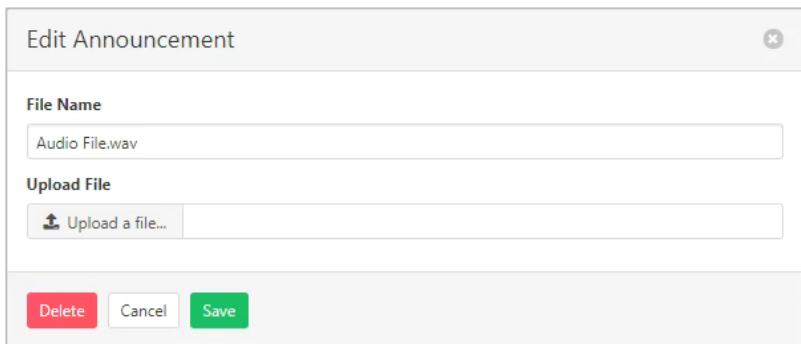 Edit Announcement
File Name
Audio File.wav
Upload File
Upload a file...
Delete Cancel Save